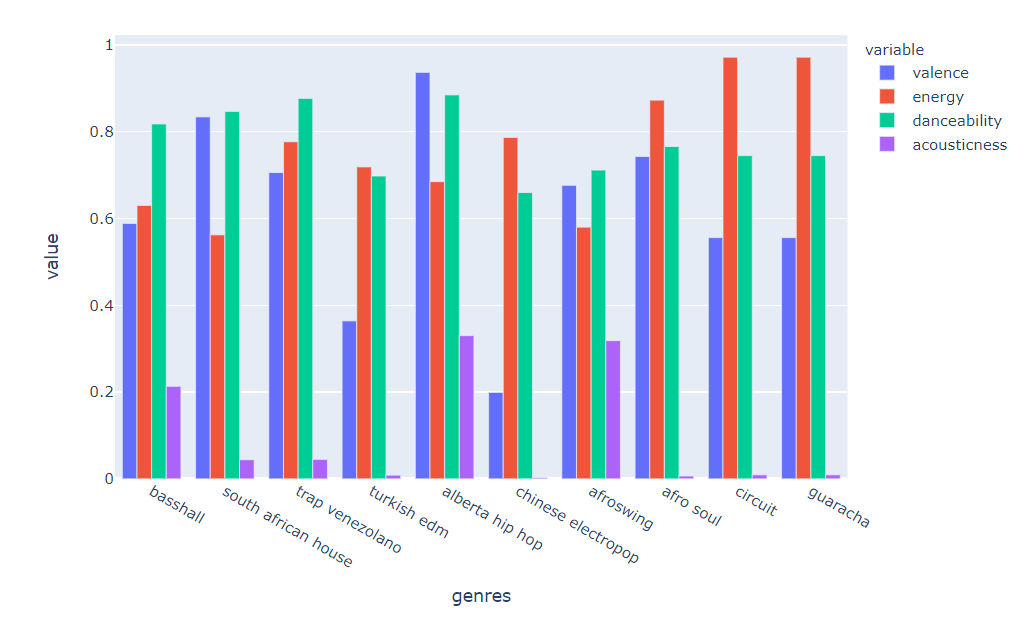 variable
valence
energy
danceability
acousticness
1
0.8
0.6
0.4
0.2
0
value
basshall
south african house
trap venezolano
turkish edm
alberta hip hop
chinese electropop
afroswing
afro soul
circuit
guaracha
genres